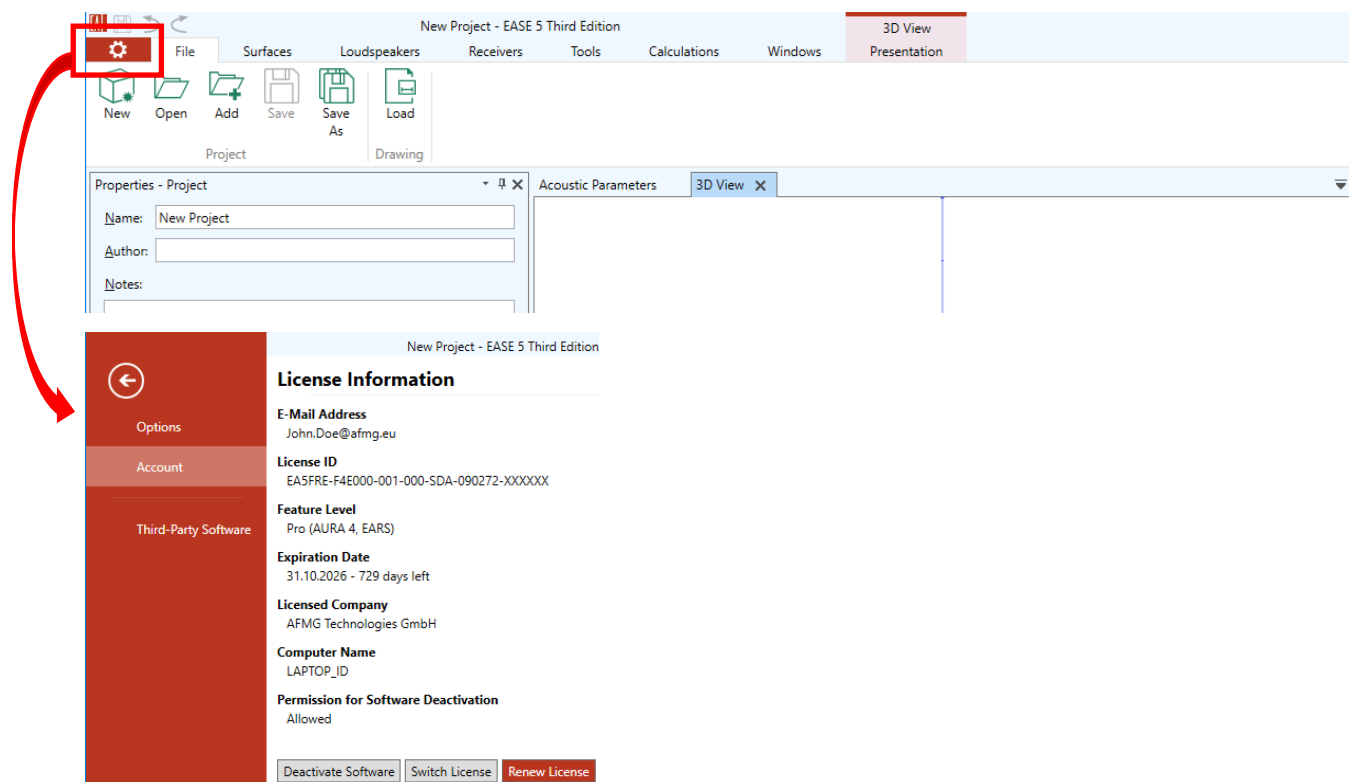 New Project - EASE 5 Third Edition
3D View
File Surfaces Loudspeakers Receivers Tools Calculations Windows Presentation
New Open Add Save Save As Load
Project Drawing
Properties - Project
Acoustic Parameters 3D View
Name: New Project
Author:
Notes:
New Project - EASE 5 Third Edition
License Information
E-Mail Address
John.Doe@afmg.eu
Options
Account
License ID
EA5FRE-F4E000-001-000-SDA-090272-XXXXXX
Feature Level
Third-Party Software
Pro (AURA 4, EARS)
Expiration Date
31.10.2026 - 729 days left
Licensed Company
AFMG Technologies GmbH
Computer Name
LAPTOP_ID
Permission for Software Deactivation
Allowed
Deactivate Software Switch License Renew License